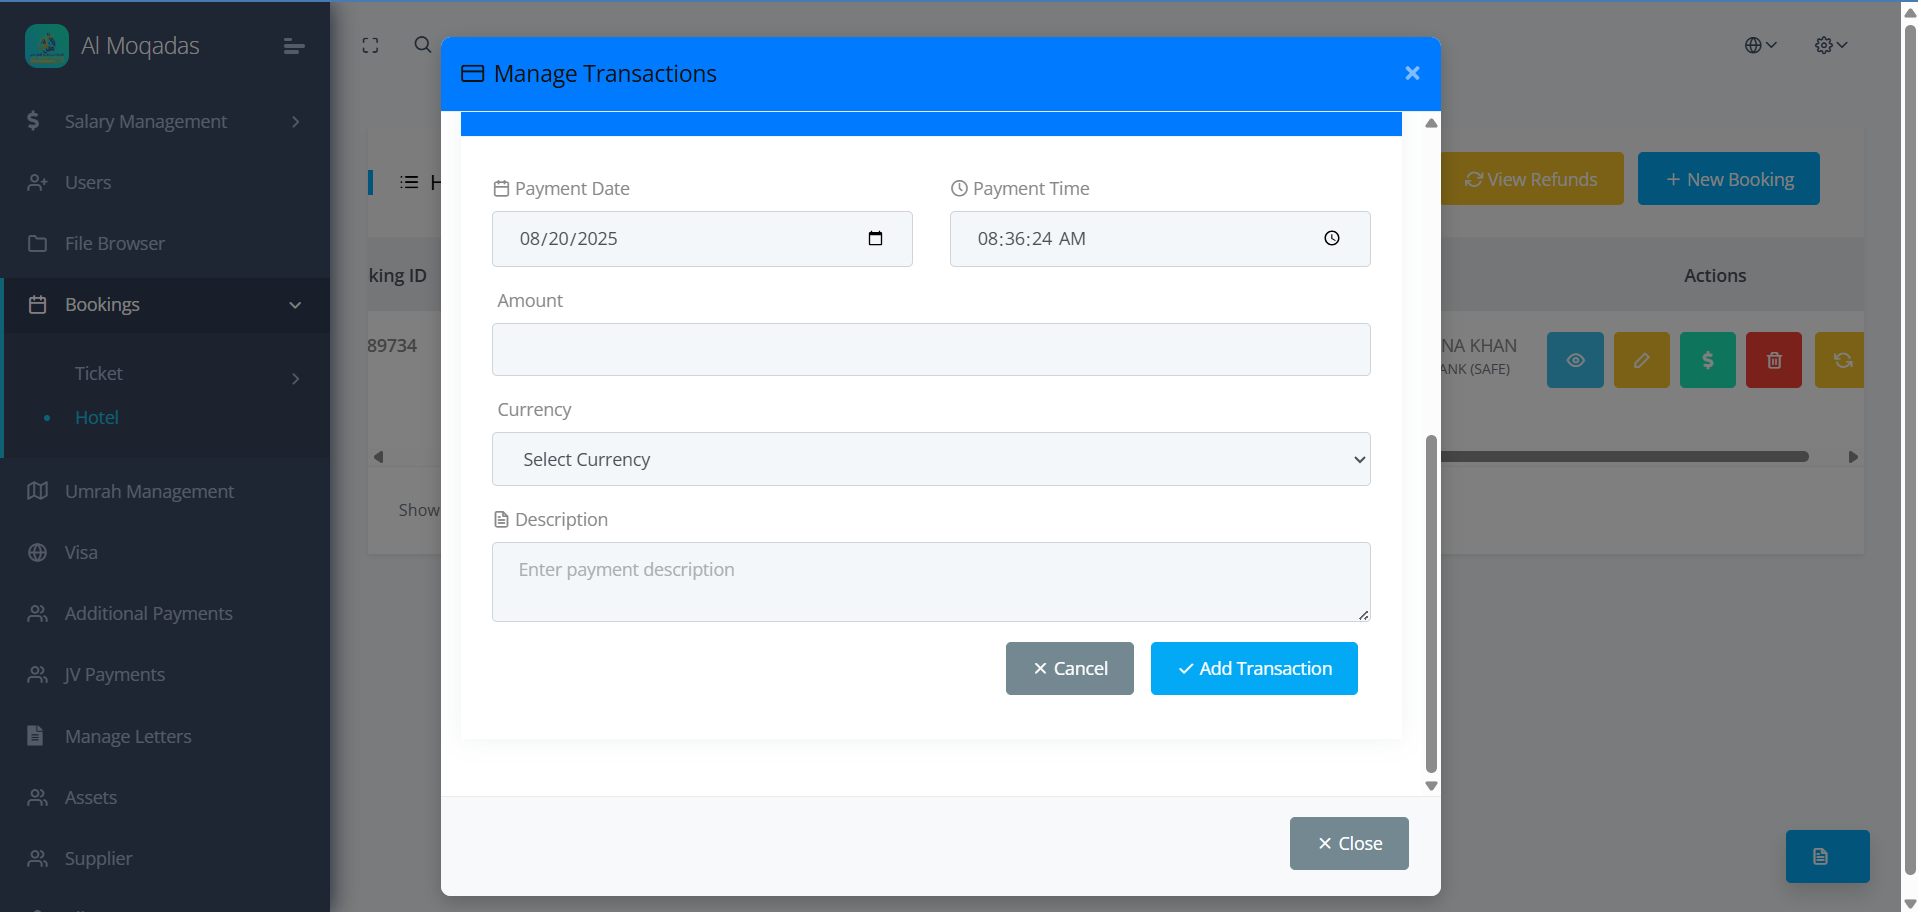 Al Moqadas
Salary Management
Users
File Browser
Bookings
Ticket
Hotel
Umrah Management
Visa
Additional Payments
JV Payments
Manage Letters
Assets
Supplier
View Refunds
New Booking
king ID
Actions
89734
NA KHAN
ANK (SAFE)
Show
Manage Transactions
Payment Date
Payment Time
08/20/2025
08:36:24 AM
Amount
Currency
Select Currency
Description
Enter payment description
Cancel
Add Transaction
Close